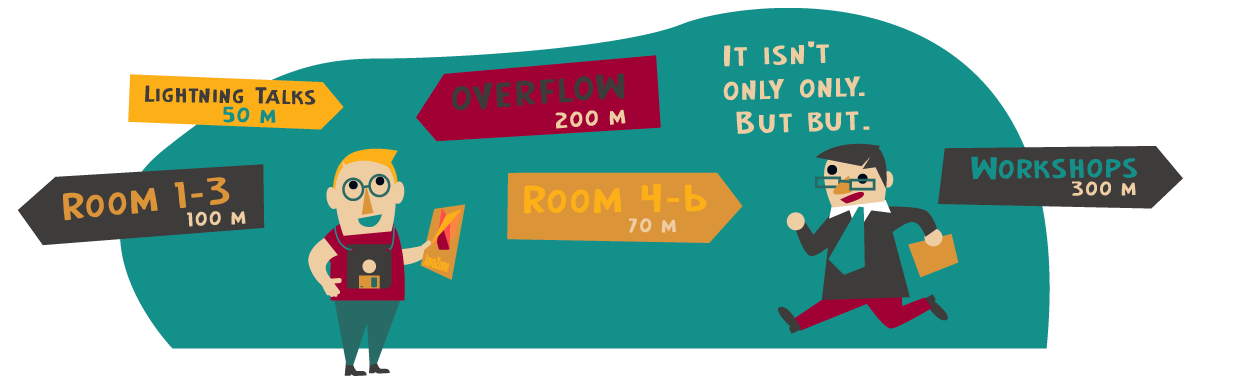 LIGHTNING TALKS
50 M
OVERFLOW
200 M
IT ISN'T
ONLY ONLY.
BUT BUT.
ROOM 1-3
100 M
ROOM 4-6
70 M
WORKSHOPS
300 M